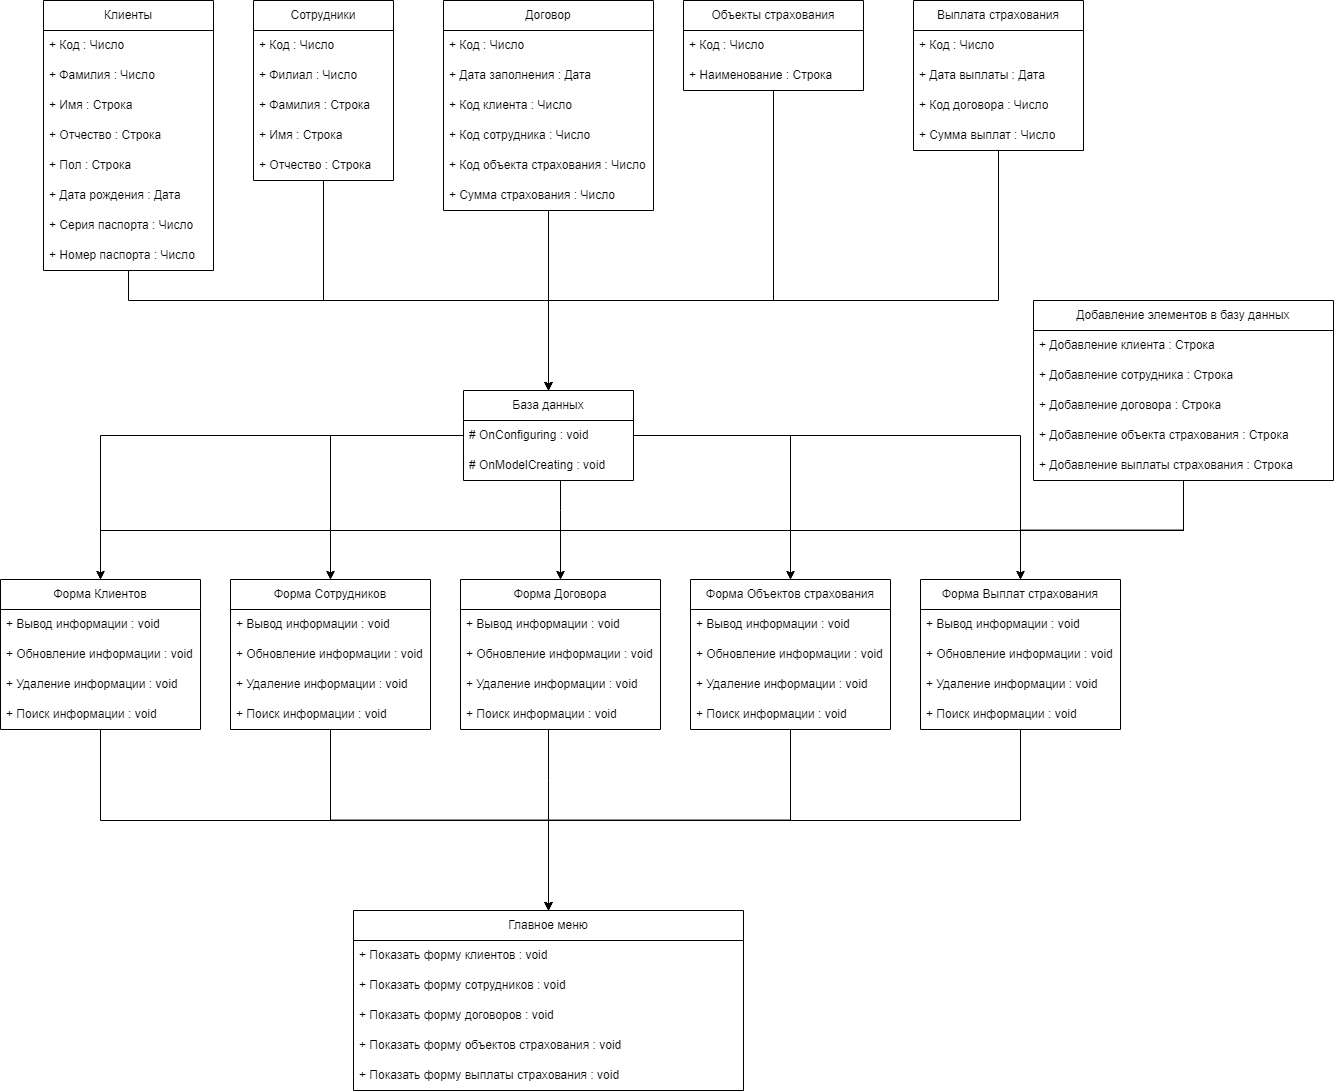 Клиенты
+ Код : Число
+ Фамилия : Число
+ Имя : Строка
+ Отчество : Строка
+ Пол : Строка
+ Дата рождения : Дата
+ Серия паспорта : Число
+ Номер паспорта : Число
Сотрудники
+ Код : Число
+ Филиал : Число
+ Фамилия : Строка
+ Имя : Строка
+ Отчество : Строка
Договор
+ Код : Число
+ Дата заполнения : Дата
+ Код клиента : Число
+ Код сотрудника : Число
+ Код объекта страхования : Число
+ Сумма страхования : Число
Объекты страхования
+ Код : Число
+ Наименование : Строка
Выплата страхования
+ Код : Число
+ Дата выплаты : Дата
+ Код договора : Число
+ Сумма выплат : Число
Добавление элементов в базу данных
+ Добавление клиента : Строка
+ Добавление сотрудника : Строка
+ Добавление договора : Строка
+ Добавление объекта страхования : Строка
+ Добавление выплаты страхования : Строка
База данных
# OnConfiguring : void
# OnModelCreating : void
Форма Клиентов
+ Вывод информации : void
+ Обновление информации : void
+ Удаление информации : void
+ Поиск информации : void
Форма Сотрудников
+ Вывод информации : void
+ Обновление информации : void
+ Удаление информации : void
+ Поиск информации : void
Форма Договора
+ Вывод информации : void
+ Обновление информации : void
+ Удаление информации : void
+ Поиск информации : void
Форма Объектов страхования
+ Вывод информации : void
+ Обновление информации : void
+ Удаление информации : void
+ Поиск информации : void
Форма Выплат страхования
+ Вывод информации : void
+ Обновление информации : void
+ Удаление информации : void
+ Поиск информации : void
Главное меню
+ Показать форму клиентов : void
+ Показать форму сотрудников : void
+ Показать форму договоров : void
+ Показать форму объектов страхования : void
+ Показать форму выплаты страхования : void